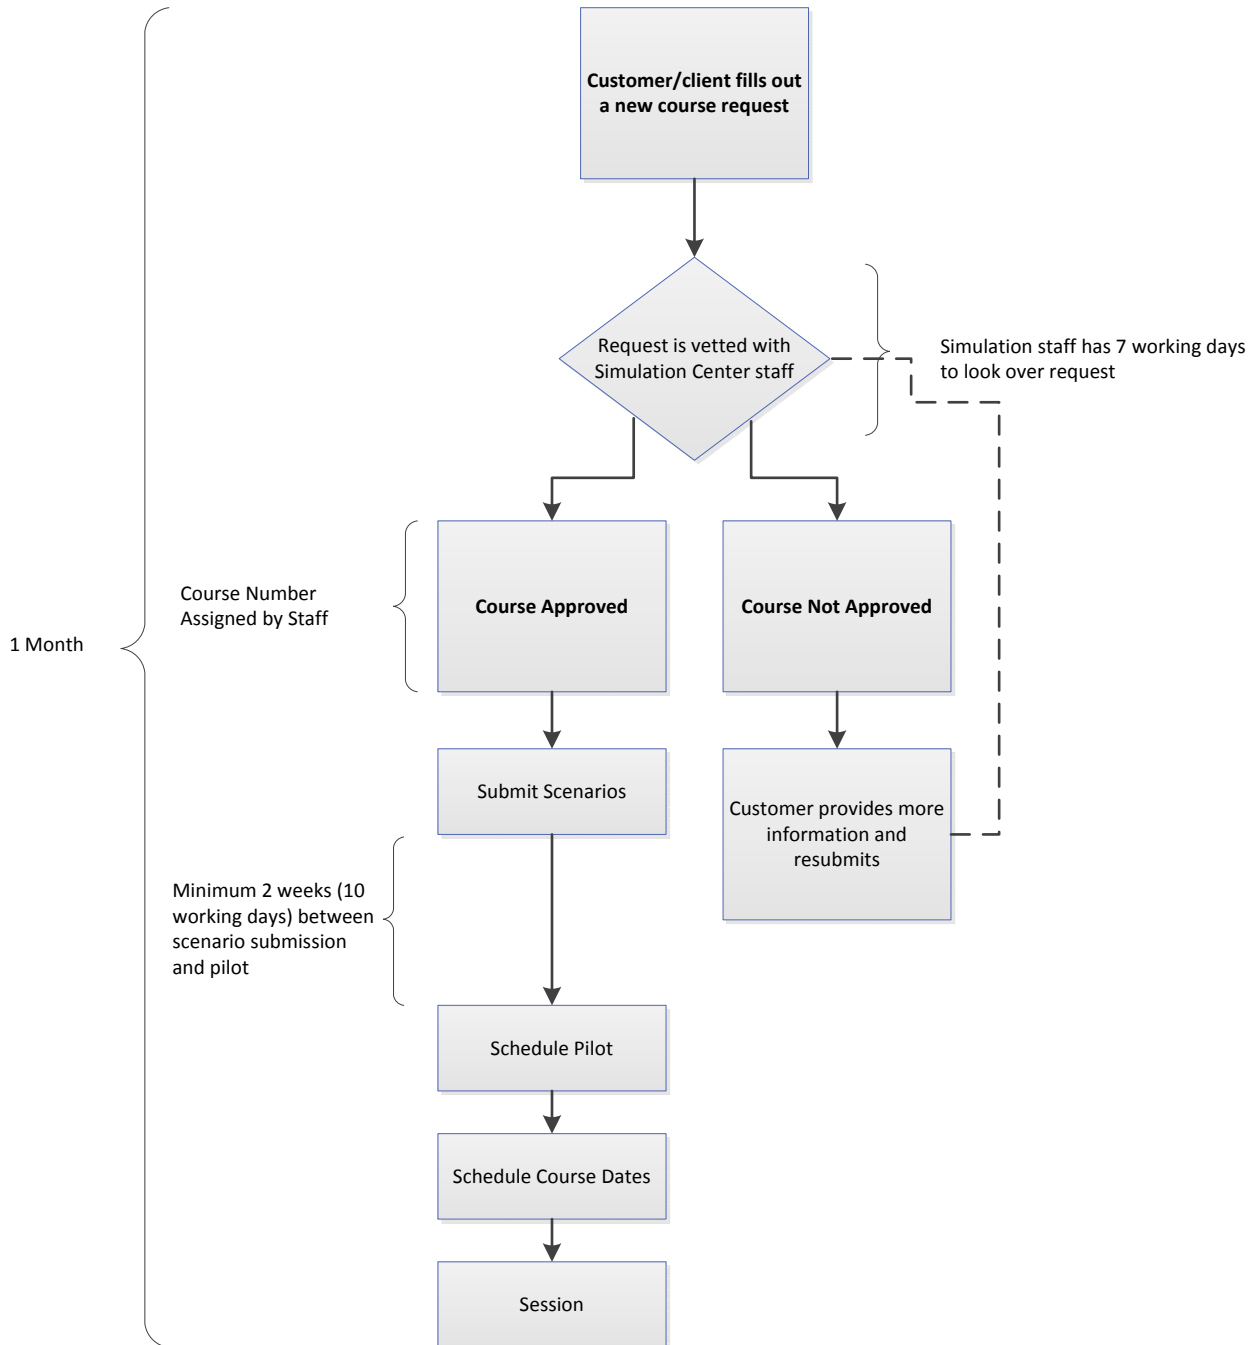 Customer/client fills out
a new course request
Request is vetted with
Simulation Center staff
Simulation staff has 7 working days
to look over request
Course Number
Assigned by Staff
Course Approved
Course Not Approved
1 Month
Submit Scenarios
Customer provides more
information and
resubmits
Minimum 2 weeks (10
working days) between
scenario submission
and pilot
Schedule Pilot
Schedule Course Dates
Session